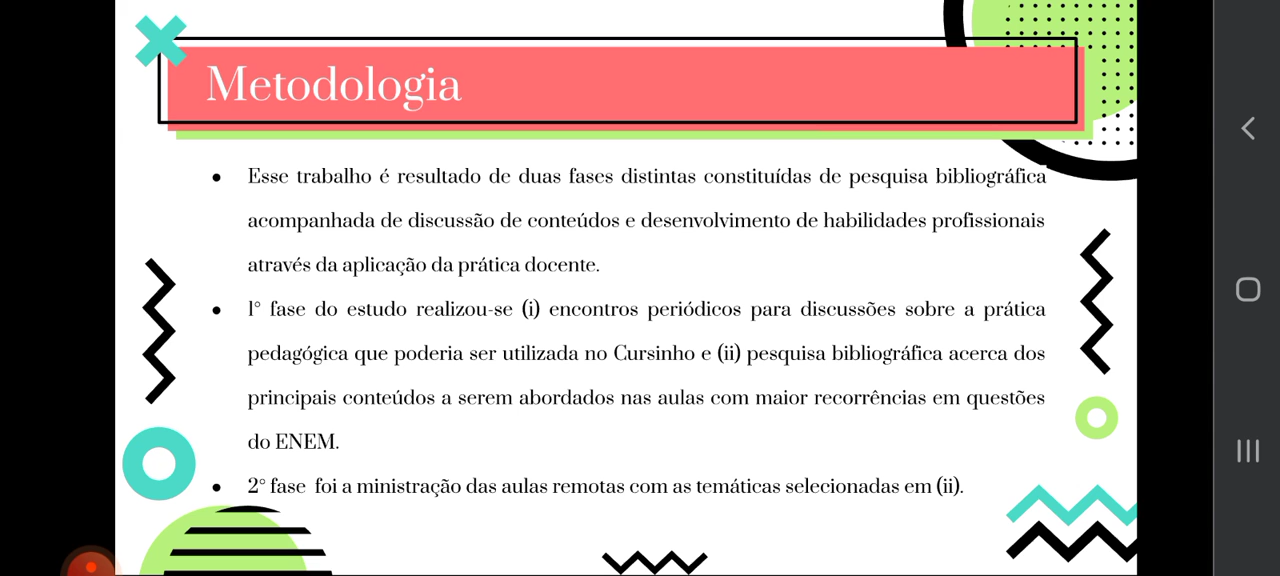 Metodologia
Esse trabalho é resultado de duas fases distintas constituídas de pesquisa bibliográfica
acompanhada de discussão de conteúdos e desenvolvimento de habilidades profissionais
através da aplicação da prática docente.
1° fase do estudo realizou-se (i) encontros periódicos para discussões sobre a prática
pedagógica que poderia ser utilizada no Cursinho e (ii) pesquisa bibliográfica acerca dos
principais conteúdos a serem abordados nas aulas com maior recorrências em questões
do ENEM.
2° fase foi a ministração das aulas remotas com as temáticas selecionadas em (ii).